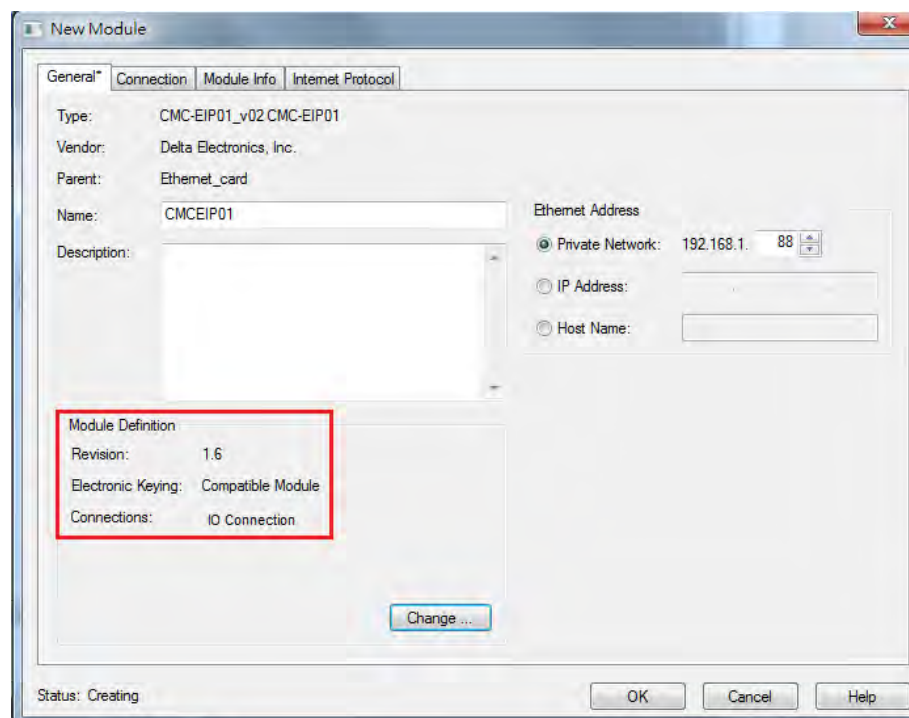 New Module
General* Connection Module Info Internet Protocol
Type: CMC-EIP01_v02 CMC-EIP01
Vendor: Delta Electronics, Inc.
Parent: Ethernet_card
Name: CMCEIP01
Description:
Ethernet Address
Private Network: 192.168.1. 88
IP Address:
Host Name:
Module Definition
Revision: 1.6
Electronic Keying: Compatible Module
Connections: IO Connection
Change ...
Status: Creating
OK Cancel Help